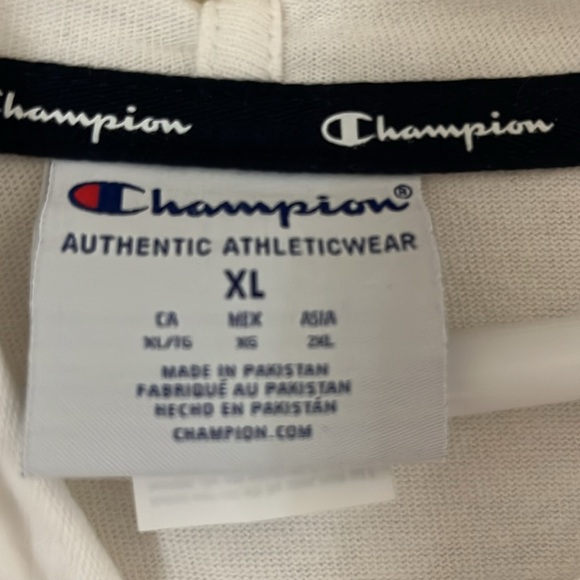 Champion Champion
Champion®
AUTHENTIC ATHLETICWEAR
XL
CA MEX ASIA
XL/TG XG 2XL
MADE IN PAKISTAN
FABRIQUÉ AU PAKISTAN
HECHO EN PAKISTÁN
CHAMPION.COM